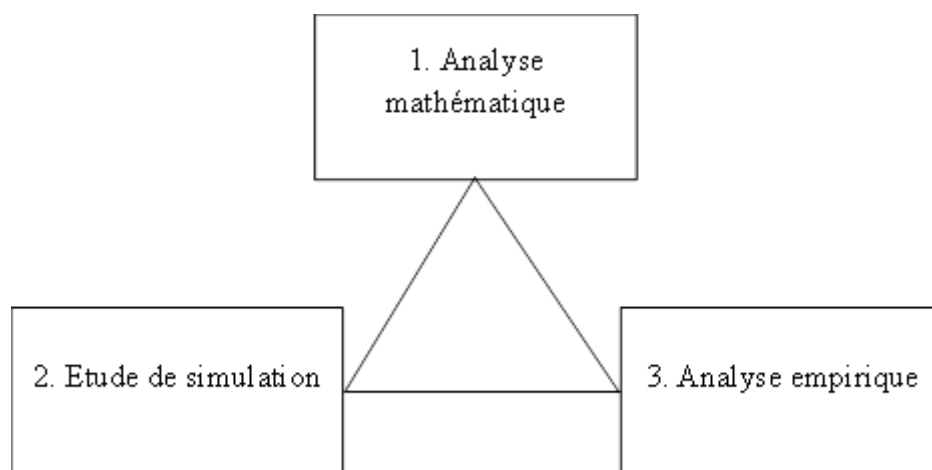 1. Analyse
mathématique
2. Etude de simulation
3. Analyse empirique